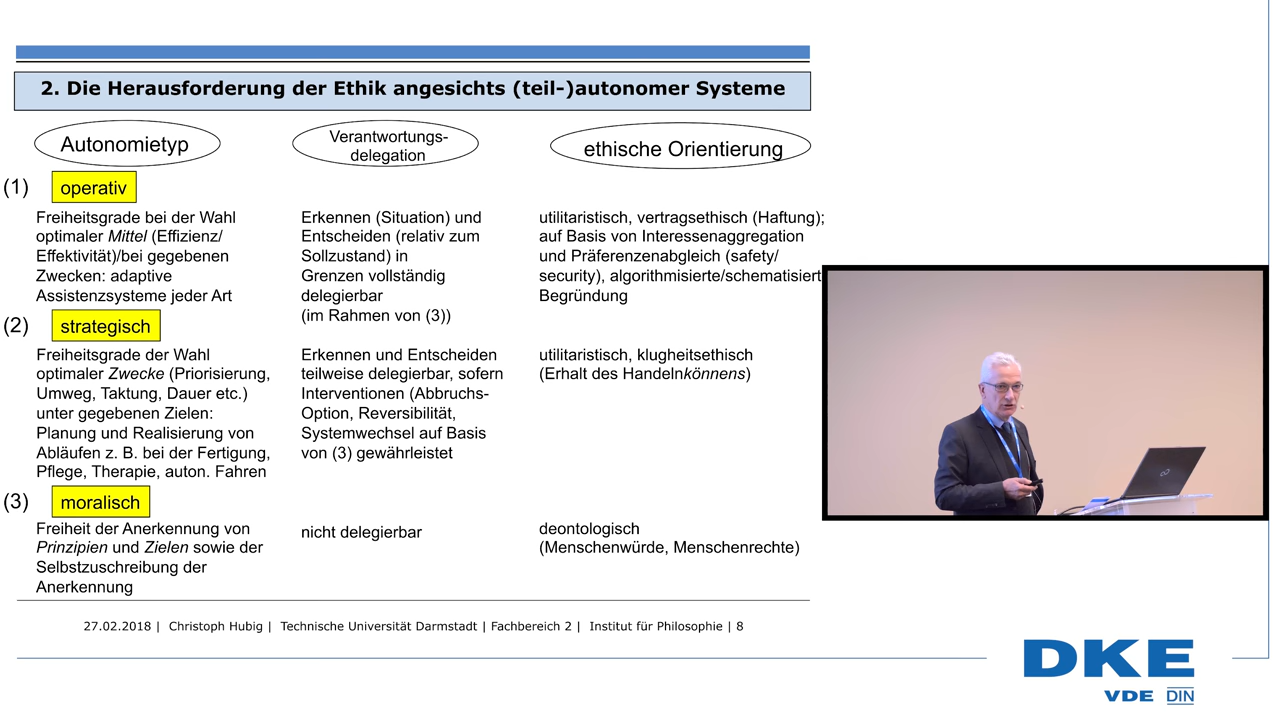 2. Die Herausforderung der Ethik angesichts (teil-)autonomer Systeme
Autonomietyp
Verantwortungs-
delegation
ethische Orientierung
(1) operativ
Freiheitsgrade bei der Wahl
optimaler Mittel (Effizienz/
Effektivität)/bei gegebenen
Zwecken: adaptive
Assistenzsysteme jeder Art
Erkennen (Situation) und
Entscheiden (relativ zum
Sollzustand) in
Grenzen vollständig
delegierbar
(im Rahmen von (3))
utilitaristisch, vertragsethisch (Haftung);
auf Basis von Interessenaggregation
und Präferenzenabgleich (safety/
security), algorithmisierte/schematisiert
Begründung
(2) strategisch
Freiheitsgrade der Wahl
optimaler Zwecke (Priorisierung,
Umweg, Taktung, Dauer etc.)
unter gegebenen Zielen:
Planung und Realisierung von
Abläufen z. B. bei der Fertigung,
Pflege, Therapie, auton. Fahren
Erkennen und Entscheiden
teilweise delegierbar, sofern
Interventionen (Abbruchs-
Option, Reversibilität,
Systemwechsel auf Basis
von (3) gewährleistet
utilitaristisch, klugheitsethisch
(Erhalt des Handelnkönnens)
(3) moralisch
Freiheit der Anerkennung von
Prinzipien und Zielen sowie der
Selbstzuschreibung der
Anerkennung
nicht delegierbar
deontologisch
(Menschenwürde, Menschenrechte)
27.02.2018 | Christoph Hubig | Technische Universität Darmstadt | Fachbereich 2 | Institut für Philosophie | 8
DKE
VDE DIN